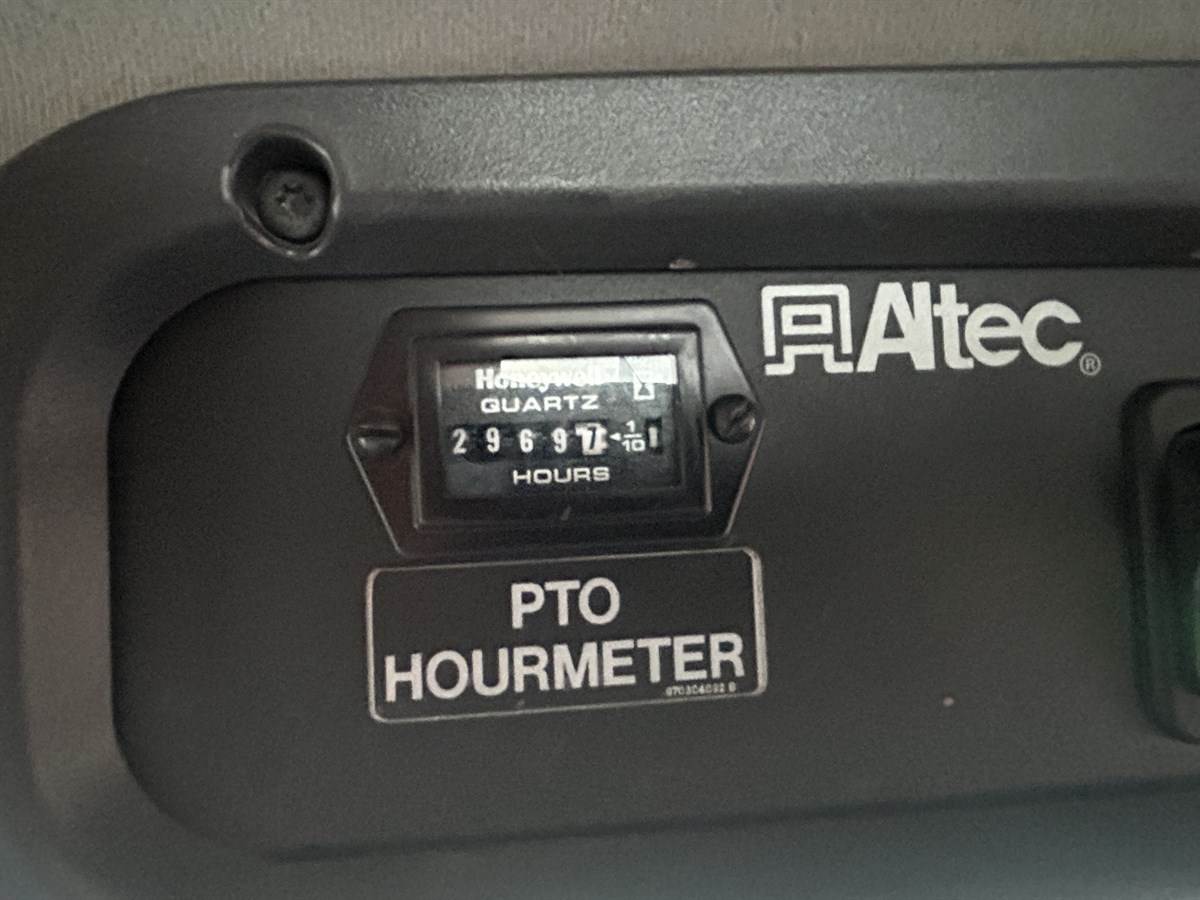 Altec®
Honeywell
QUARTZ
2 9 6 9 7 ◄ 1/10
HOURS
PTO
HOURMETER